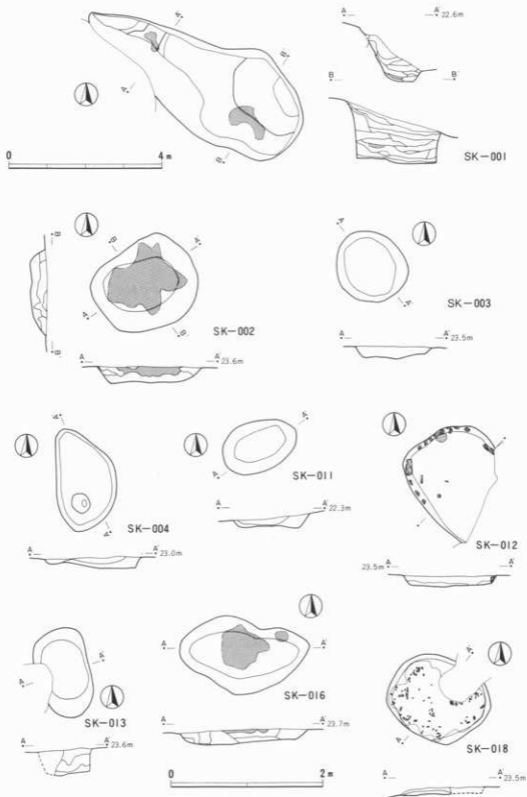 A A' 22.6m
B B'
SK-001
A A'
B B'
0 4m
B B'
B A'
A B'
SK-002
A A' 23.6m
A
A'
SK-003
A A' 23.5m
A'
A'
SK-004
A A' 23.0m
A'
A
SK-011
A A' 22.3m
SK-012
23.5m A A'
A A'
SK-013
A A' 23.6m
A A'
SK-016
A A' 23.7m
0 2m
A'
A
SK-018
A A' 23.5m